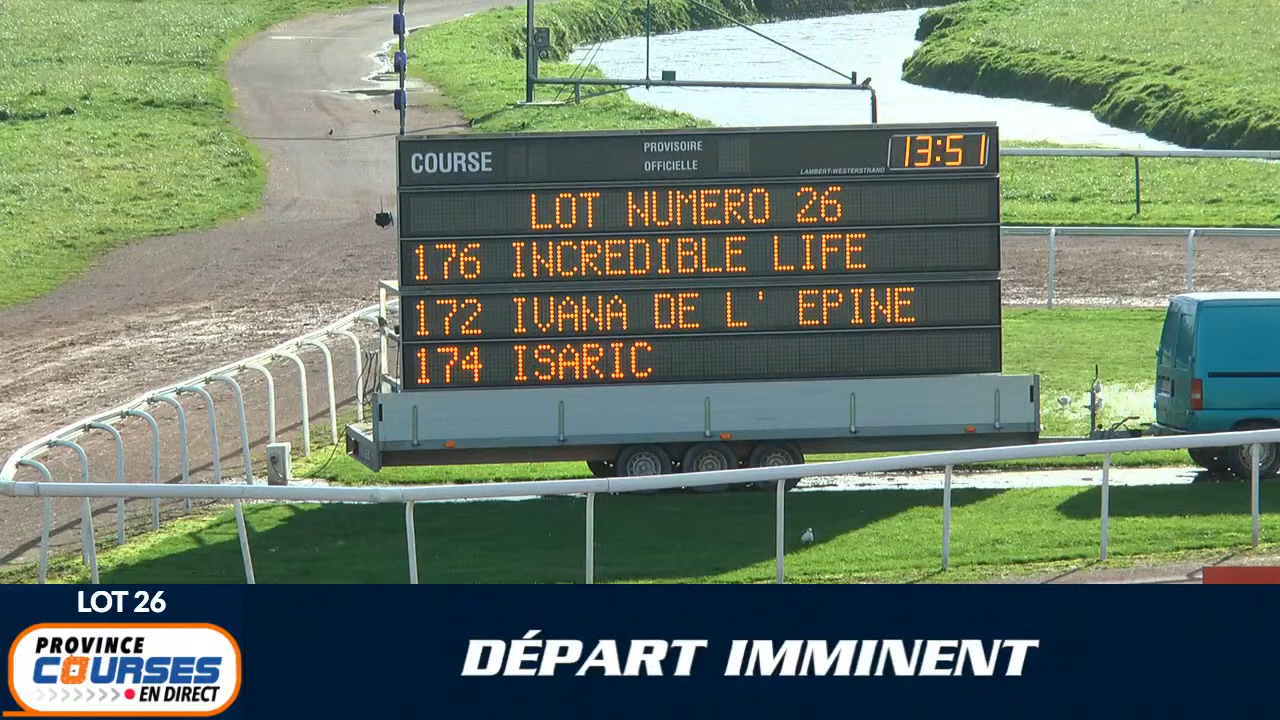 COURSE
PROVISOIRE
OFFICIELLE
LAMBERT-WESTERSTRAND
13:51
LOT NUMERO 26
176 INCREDIBLE LIFE
172 IVANA DE L' EPINE
174 ISARIC
LOT 26
PROVINCE
COURSES
EN DIRECT
DÉPART IMMINENT